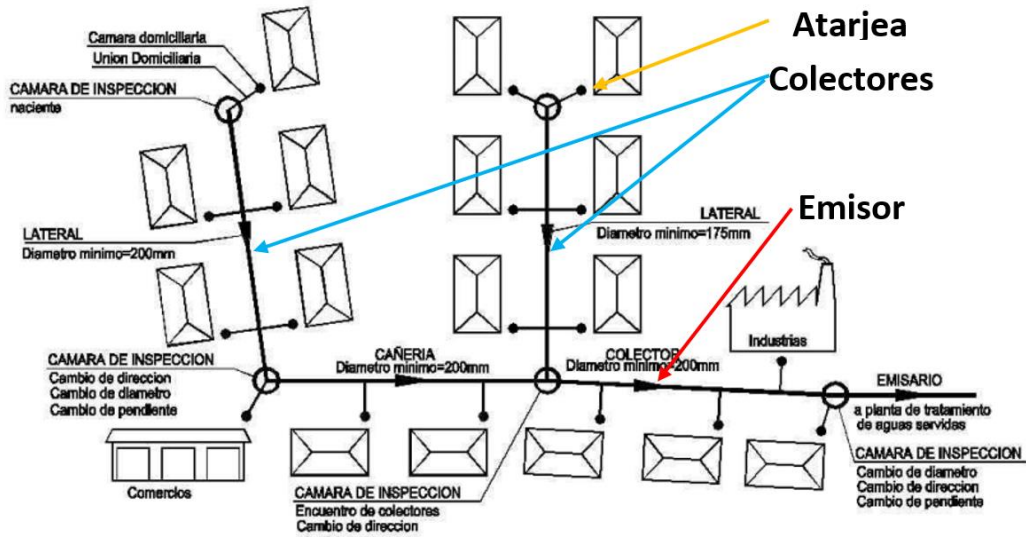 Atarjea
Colectores
Emisor
Camara domiciliaria
Union Domiciliaria
CAMARA DE INSPECCION
naciente
LATERAL
Diametro minimo=200mm
LATERAL
Diametro minimo=175mm
Industrias
CAMARA DE INSPECCION
Cambio de direccion
Cambio de diametro
Cambio de pendiente
CAÑERIA
Diametro minimo=200mm
COLECTOR
Diametro minimo=200mm
EMISARIO
a planta de tratamiento
de aguas servidas
Comercios
CAMARA DE INSPECCION
Encuentro de colectores
Cambio de direccion
CAMARA DE INSPECCION
Cambio de diametro
Cambio de direccion
Cambio de pendiente